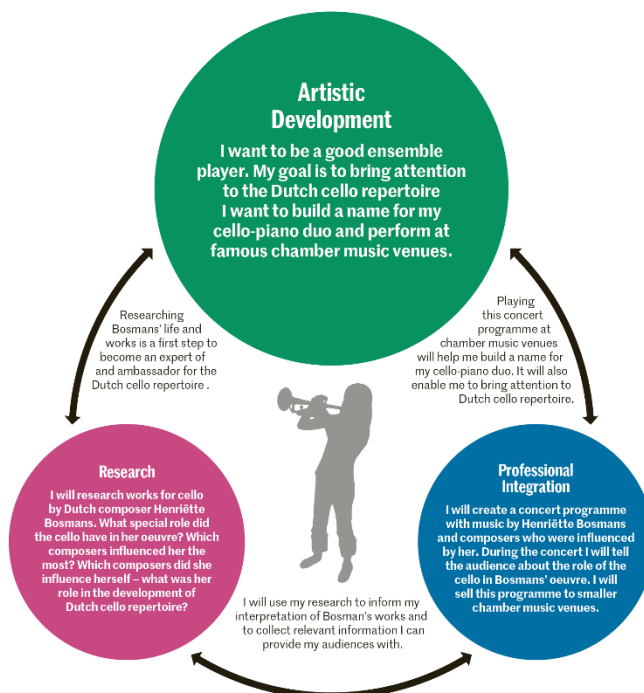 Artistic
Development
I want to be a good ensemble
player. My goal is to bring attention
to the Dutch cello repertoire
I want to build a name for my
cello-piano duo and perform at
famous chamber music venues.
Researching
Bosmans' life and
works is a first step to
become an expert of
and ambassador for the
Dutch cello repertoire .
Playing
this concert
programme at
chamber music venues
will help me build a name for
my cello-piano duo. It will also
enable me to bring attention to
Dutch cello repertoire.
Research
I will research works for cello
by Dutch composer Henriëtte
Bosmans. What special role did
the cello have in her oeuvre? Which
composers influenced her the
most? Which composers did she
influence herself – what was her
role in the development of
Dutch cello repertoire?
Professional
Integration
I will create a concert programme
with music by Henriëtte Bosmans
and composers who were influenced
by her. During the concert I will tell
the audience about the role of the
cello in Bosmans' oeuvre. I will
sell this programme to smaller
chamber music venues.
I will use my research to inform my
interpretation of Bosman's works and
to collect relevant information I can
provide my audiences with.